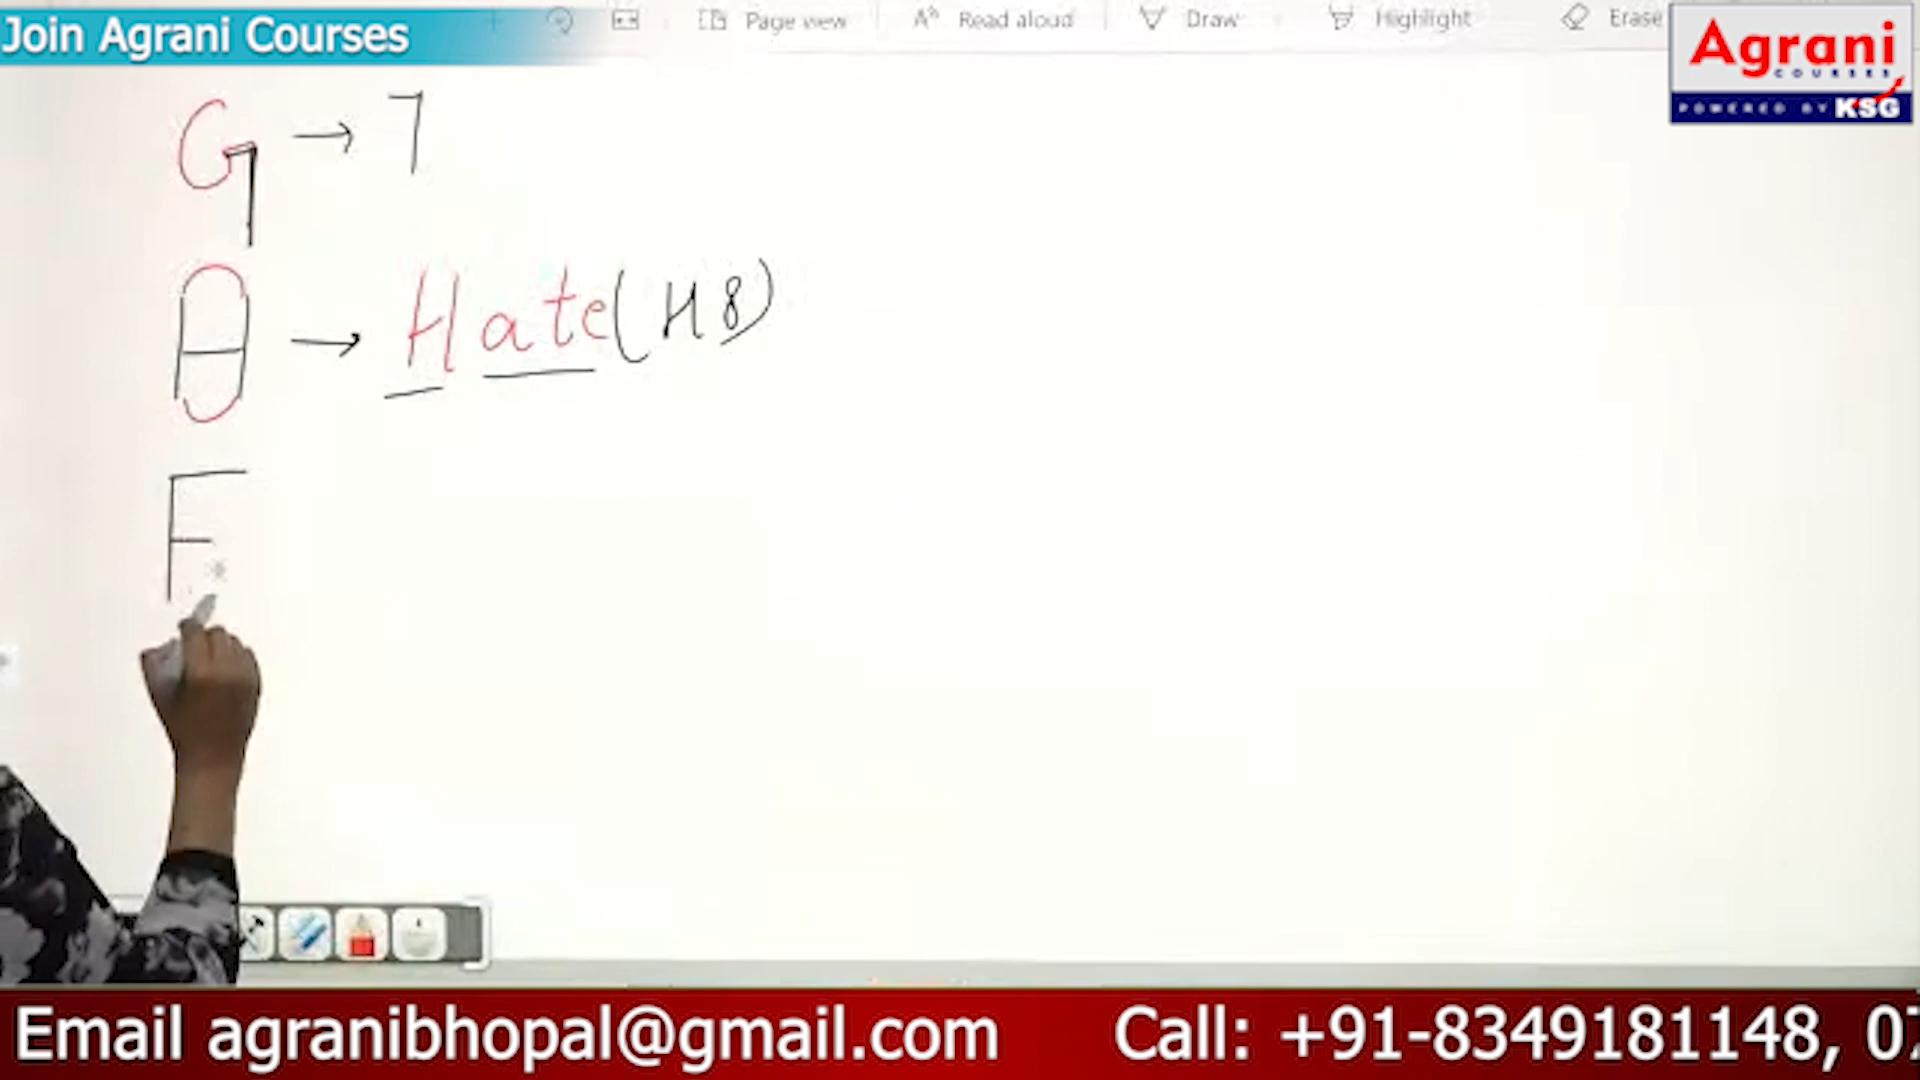 Join Agrani Courses
Page view
Read aloud
Draw
Highlight
Erase
Agrani
COURSES
POWERED BY KSG
G → 7
H → Hate (H8)
F
Email agranibhopal@gmail.com Call: +91-8349181148, 07